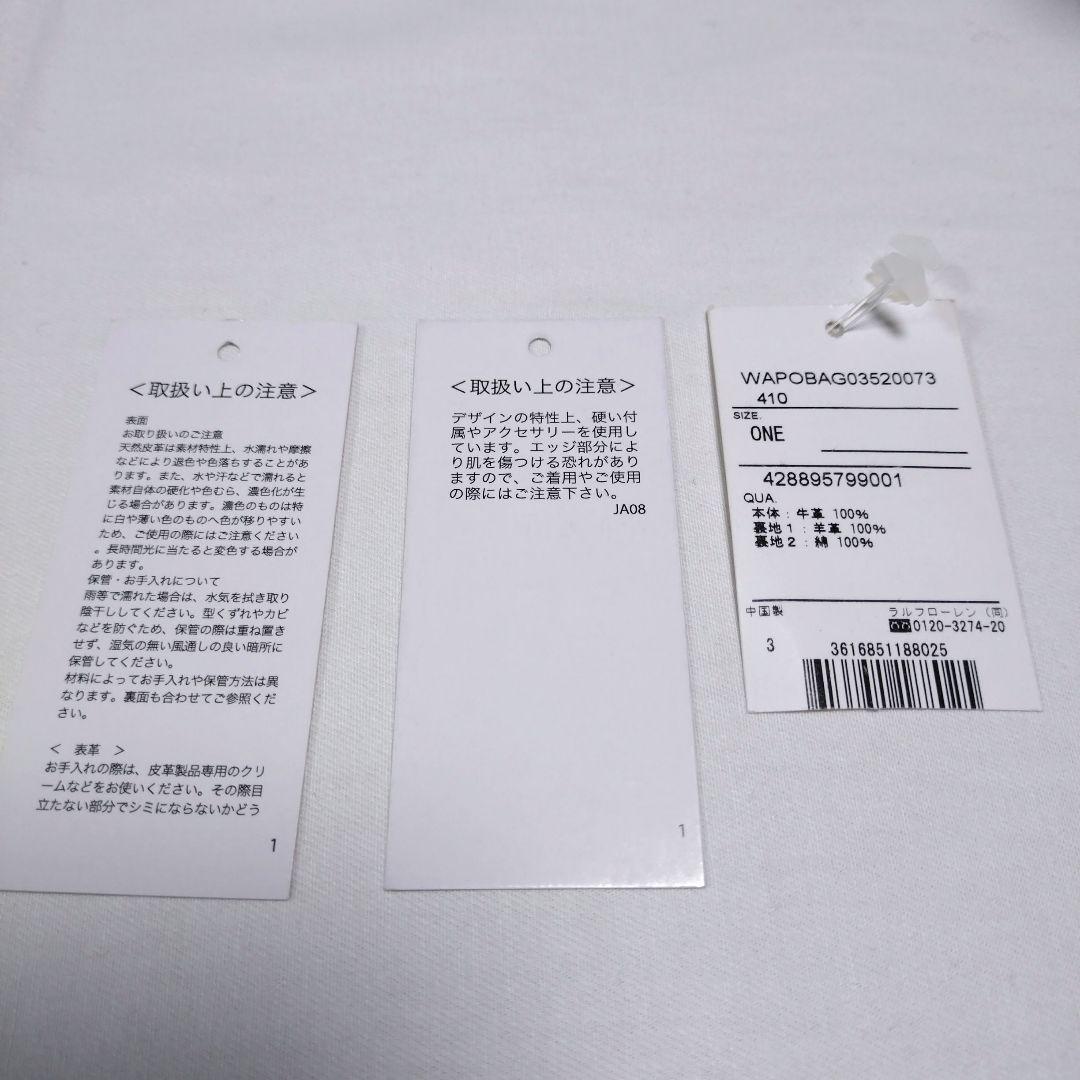 ＜取扱い上の注意＞
表面
お取り扱いのご注意
天然皮革は素材特性上、水濡れや摩擦
などにより退色や色落ちすることがあ
ります。また、水や汗などで濡れると
素材自体の硬化や色むら、濃色化が生
じる場合があります。濃色のものは特
に白や薄い色のものへ色が移りやすい
ため、ご使用の際にはご注意ください
。長時間光に当たると変色する場合が
あります。
保管・お手入れについて
雨等で濡れた場合は、水気を拭き取り
陰干ししてください。型くずれやカビ
などを防ぐため、保管の際は重ね置き
せず、湿気の無い風通しの良い暗所に
保管してください。
材料によってお手入れや保管方法は異
なります。裏面も合わせてご参照くだ
さい。
＜ 表革 ＞
お手入れの際は、皮革製品専用のクリ
ームなどをお使いください。その際目
立たない部分でシミにならないかどう
1
＜取扱い上の注意＞
デザインの特性上、硬い付
属やアクセサリーを使用し
ています。エッジ部分によ
り肌を傷つける恐れがあり
ますので、ご着用やご使用
の際にはご注意下さい。
JA08
1
WAPOBAG03520073
410
SIZE.
ONE
428895799001
QUA.
本体：牛革 100%
裏地1：羊革 100%
裏地2：綿 100%
中国製 ラルフローレン（同）
0120-3274-20
3 3616851188025